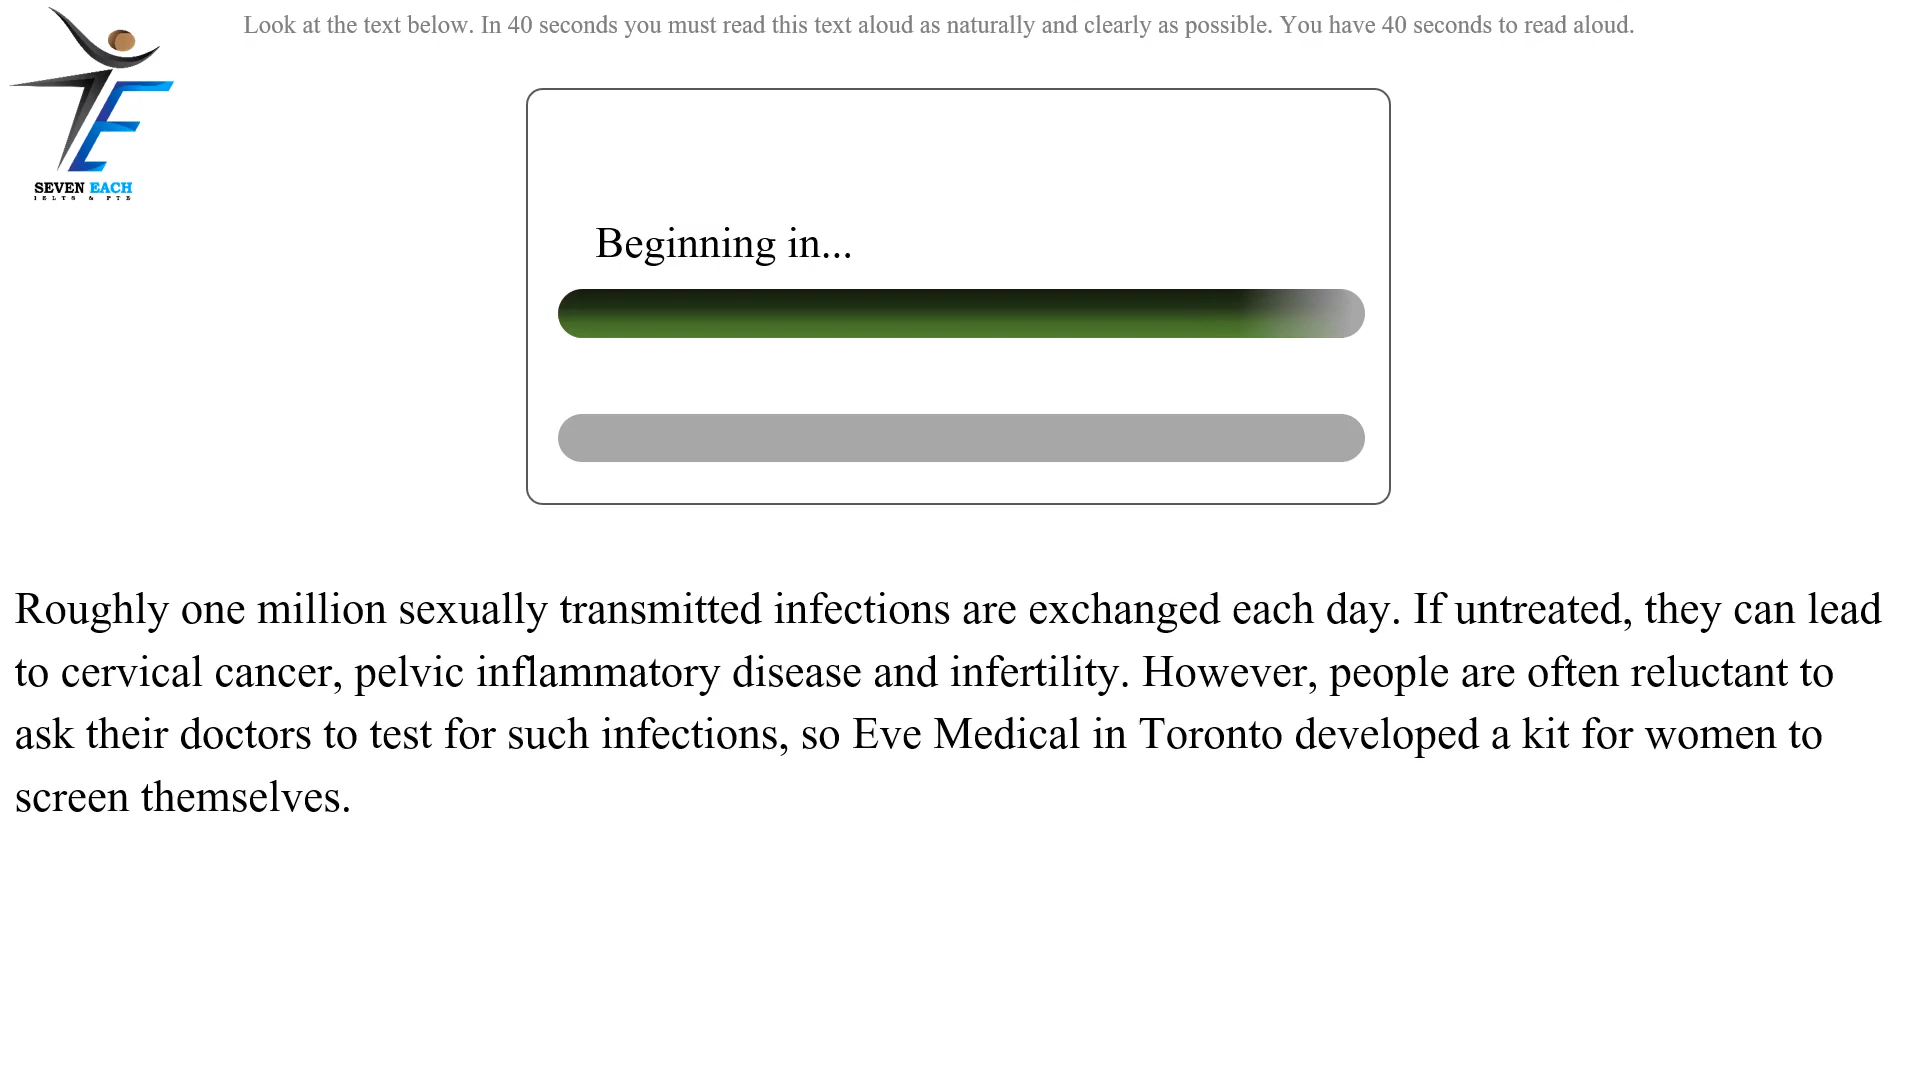 Look at the text below. In 40 seconds you must read this text aloud as naturally and clearly as possible. You have 40 seconds to read aloud.
SEVEN EACH
IELTS & PTE
Beginning in...
Roughly one million sexually transmitted infections are exchanged each day. If untreated, they can lead
to cervical cancer, pelvic inflammatory disease and infertility. However, people are often reluctant to
ask their doctors to test for such infections, so Eve Medical in Toronto developed a kit for women to
screen themselves.